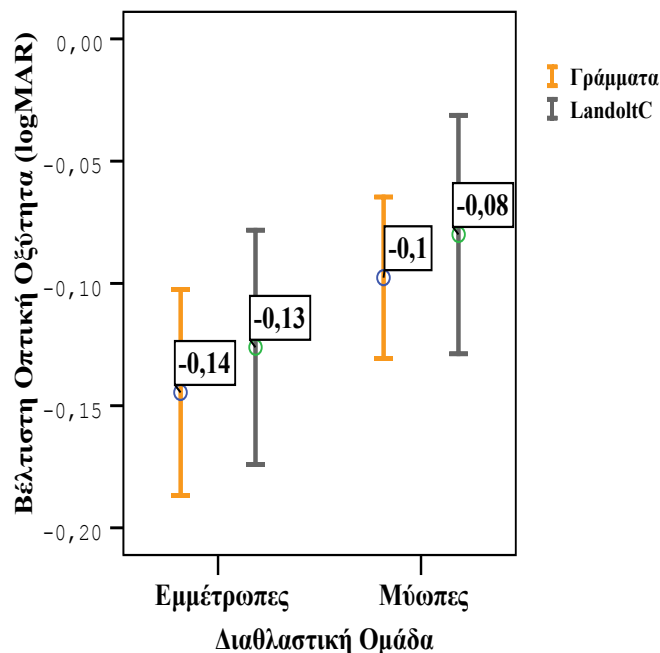 Βέλτιστη Οπτική Οξύτητα (logMAR)
0,00
-0,05
-0,10
-0,15
-0,20
-0,14
-0,13
-0,1
-0,08
Εμμέτρωπες
Μύωπες
Διαθλαστική Ομάδα
Γράμματα
LandoltC